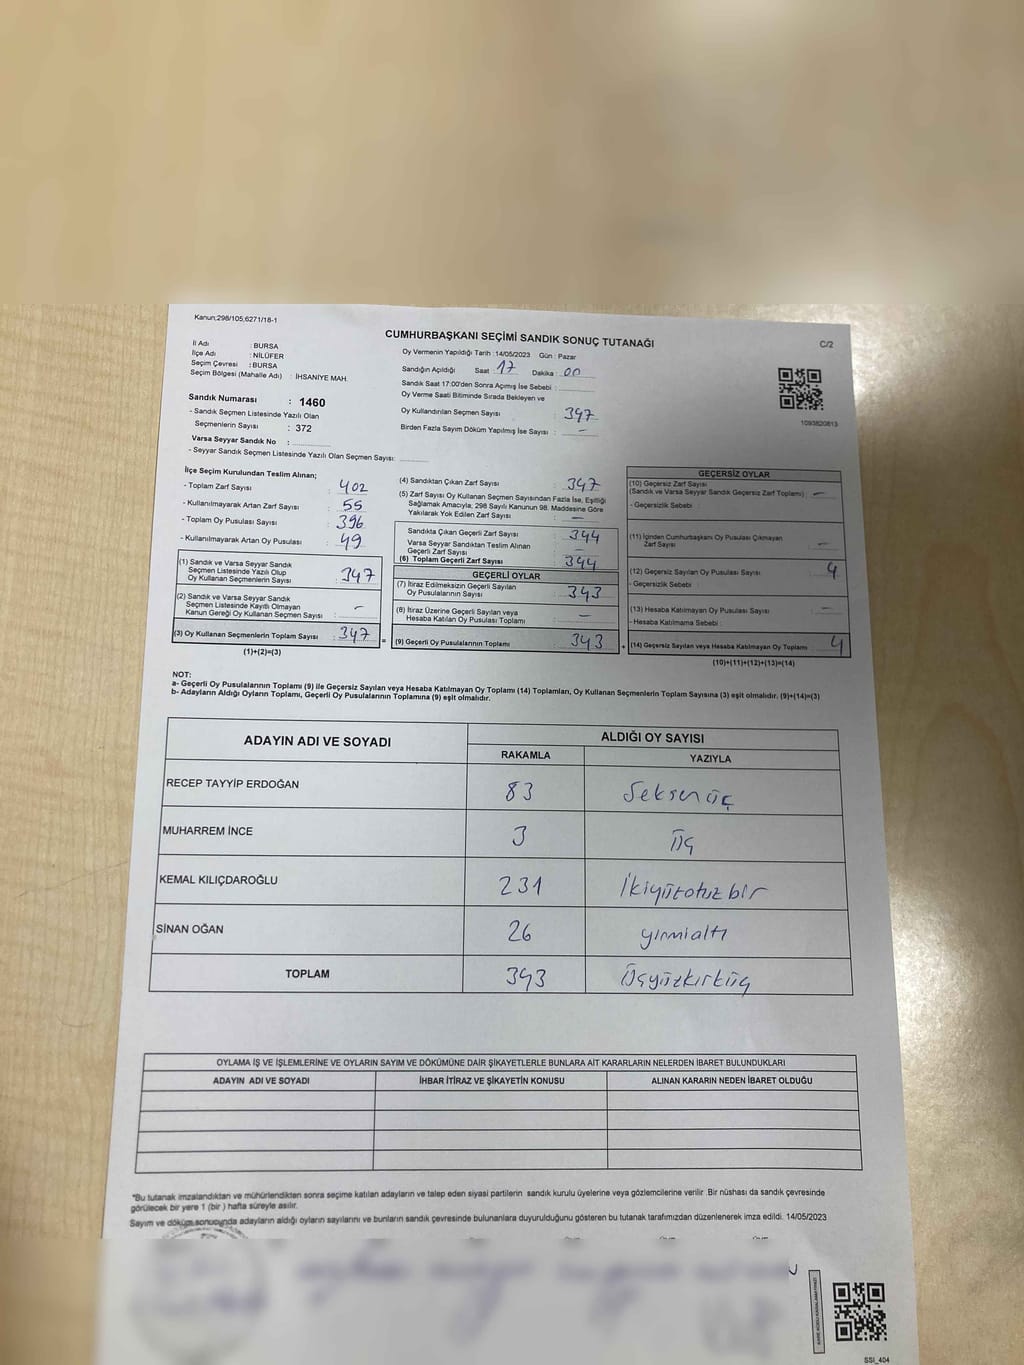 Kanun;298/105,6271/18-1
CUMHURBAŞKANI SEÇİMİ SANDIK SONUÇ TUTANAĞI
C/2
İl Adı : BURSA
İlçe Adı : NİLÜFER
Seçim Çevresi : BURSA
Seçim Bölgesi (Mahalle Adı) : İHSANİYE MAH.
Sandık Numarası : 1460
- Sandık Seçmen Listesinde Yazılı Olan
Seçmenlerin Sayısı : 372
Varsa Seyyar Sandık No :
- Seyyar Sandık Seçmen Listesinde Yazılı Olan Seçmen Sayısı:
Oy Vermenin Yapıldığı Tarih :14/05/2023 Gün : Pazar
Sandığın Açıldığı Saat : 17 Dakika : 00
Sandık Saat 17:00'den Sonra Açımış İse Sebebi :
Oy Verme Saati Bitiminde Sırada Bekleyen ve
Oy Kullandırılan Seçmen Sayısı : 347
Birden Fazla Sayım Döküm Yapılmış İse Sayısı : -
1093820813
İlçe Seçim Kurulundan Teslim Alınan;
- Toplam Zarf Sayısı : 402
- Kullanılmayarak Artan Zarf Sayısı : 55
- Toplam Oy Pusulası Sayısı : 396
- Kullanılmayarak Artan Oy Pusulası : 49
(1) Sandık ve Varsa Seyyar Sandık
Seçmen Listesinde Yazılı Olup
Oy Kullanan Seçmenlerin Sayısı : 347
(2) Sandık ve Varsa Seyyar Sandık
Seçmen Listesinde Kayıtlı Olmayan
Kanun Gereği Oy Kullanan Seçmen Sayısı : -
(3) Oy Kullanan Seçmenlerin Toplam Sayısı : 347 =
(1)+(2)=(3)
(4) Sandıktan Çıkan Zarf Sayısı : 347
(5) Zarf Sayısı Oy Kullanan Seçmen Sayısından Fazla İse, Eşitliği
Sağlamak Amacıyla, 298 Sayılı Kanunun 98. Maddesine Göre
Yakılarak Yok Edilen Zarf Sayısı : -
Sandıkta Çıkan Geçerli Zarf Sayısı : 344
Varsa Seyyar Sandıktan Teslim Alınan
Geçerli Zarf Sayısı : -
(6) Toplam Geçerli Zarf Sayısı : 344
GEÇERLİ OYLAR
(7) İtiraz Edilmeksizin Geçerli Sayılan
Oy Pusulalarının Sayısı : 343
(8) İtiraz Üzerine Geçerli Sayılan veya
Hesaba Katılan Oy Pusulası Toplamı : -
(9) Geçerli Oy Pusulalarının Toplamı : 343 +
GEÇERSİZ OYLAR
(10) Geçersiz Zarf Sayısı
(Sandık ve Varsa Seyyar Sandık Geçersiz Zarf Toplamı) : -
- Geçersizlik Sebebi
(11) İçinden Cumhurbaşkanı Oy Pusulası Çıkmayan
Zarf Sayısı : -
(12) Geçersiz Sayılan Oy Pusulası Sayısı : 4
- Geçersizlik Sebebi :
(13) Hesaba Katılmayan Oy Pusulası Sayısı : -
- Hesaba Katılmama Sebebi :
(14) Geçersiz Sayılan veya Hesaba Katılmayan Oy Toplamı : 4
(10)+(11)+(12)+(13)=(14)
NOT:
a- Geçerli Oy Pusulalarının Toplamı (9) ile Geçersiz Sayılan veya Hesaba Katılmayan Oy Toplamı (14) Toplamları, Oy Kullanan Seçmenlerin Toplam Sayısına (3) eşit olmalıdır. (9)+(14)=(3)
b- Adayların Aldığı Oyların Toplamı, Geçerli Oy Pusulalarının Toplamına (9) eşit olmalıdır.
ADAYIN ADI VE SOYADI ALDIĞI OY SAYISI
RAKAMLA YAZIYLA
RECEP TAYYİP ERDOĞAN 83 Seksenüç
MUHARREM İNCE 3 Üç
KEMAL KILIÇDAROĞLU 231 İkiyüzotuzbir
SİNAN OĞAN 26 yirmialtı
TOPLAM 343 Üçyüzkırküç
OYLAMA İŞ VE İŞLEMLERİNE VE OYLARIN SAYIM VE DÖKÜMÜNE DAİR ŞİKAYETLERLE BUNLARA AİT KARARLARIN NELERDEN İBARET BULUNDUKLARI
ADAYIN ADI VE SOYADI İHBAR İTİRAZ VE ŞİKAYETİN KONUSU ALINAN KARARIN NEDEN İBARET OLDUĞU
*Bu tutanak imzalandıktan ve mühürlendikten sonra seçime katılan adayların ve talep eden siyasi partilerin sandık kurulu üyelerine veya gözlemcilerine verilir .Bir nüshası da sandık çevresinde
görülecek bir yere 1 (bir ) hafta süreyle asılır.
Sayım ve döküm sonucunda adayların aldığı oyların sayılarını ve bunların sandık çevresinde bulunanlara duyurulduğunu gösteren bu tutanak tarafımızdan düzenlenerek imza edildi. 14/05/2023
SSI_404